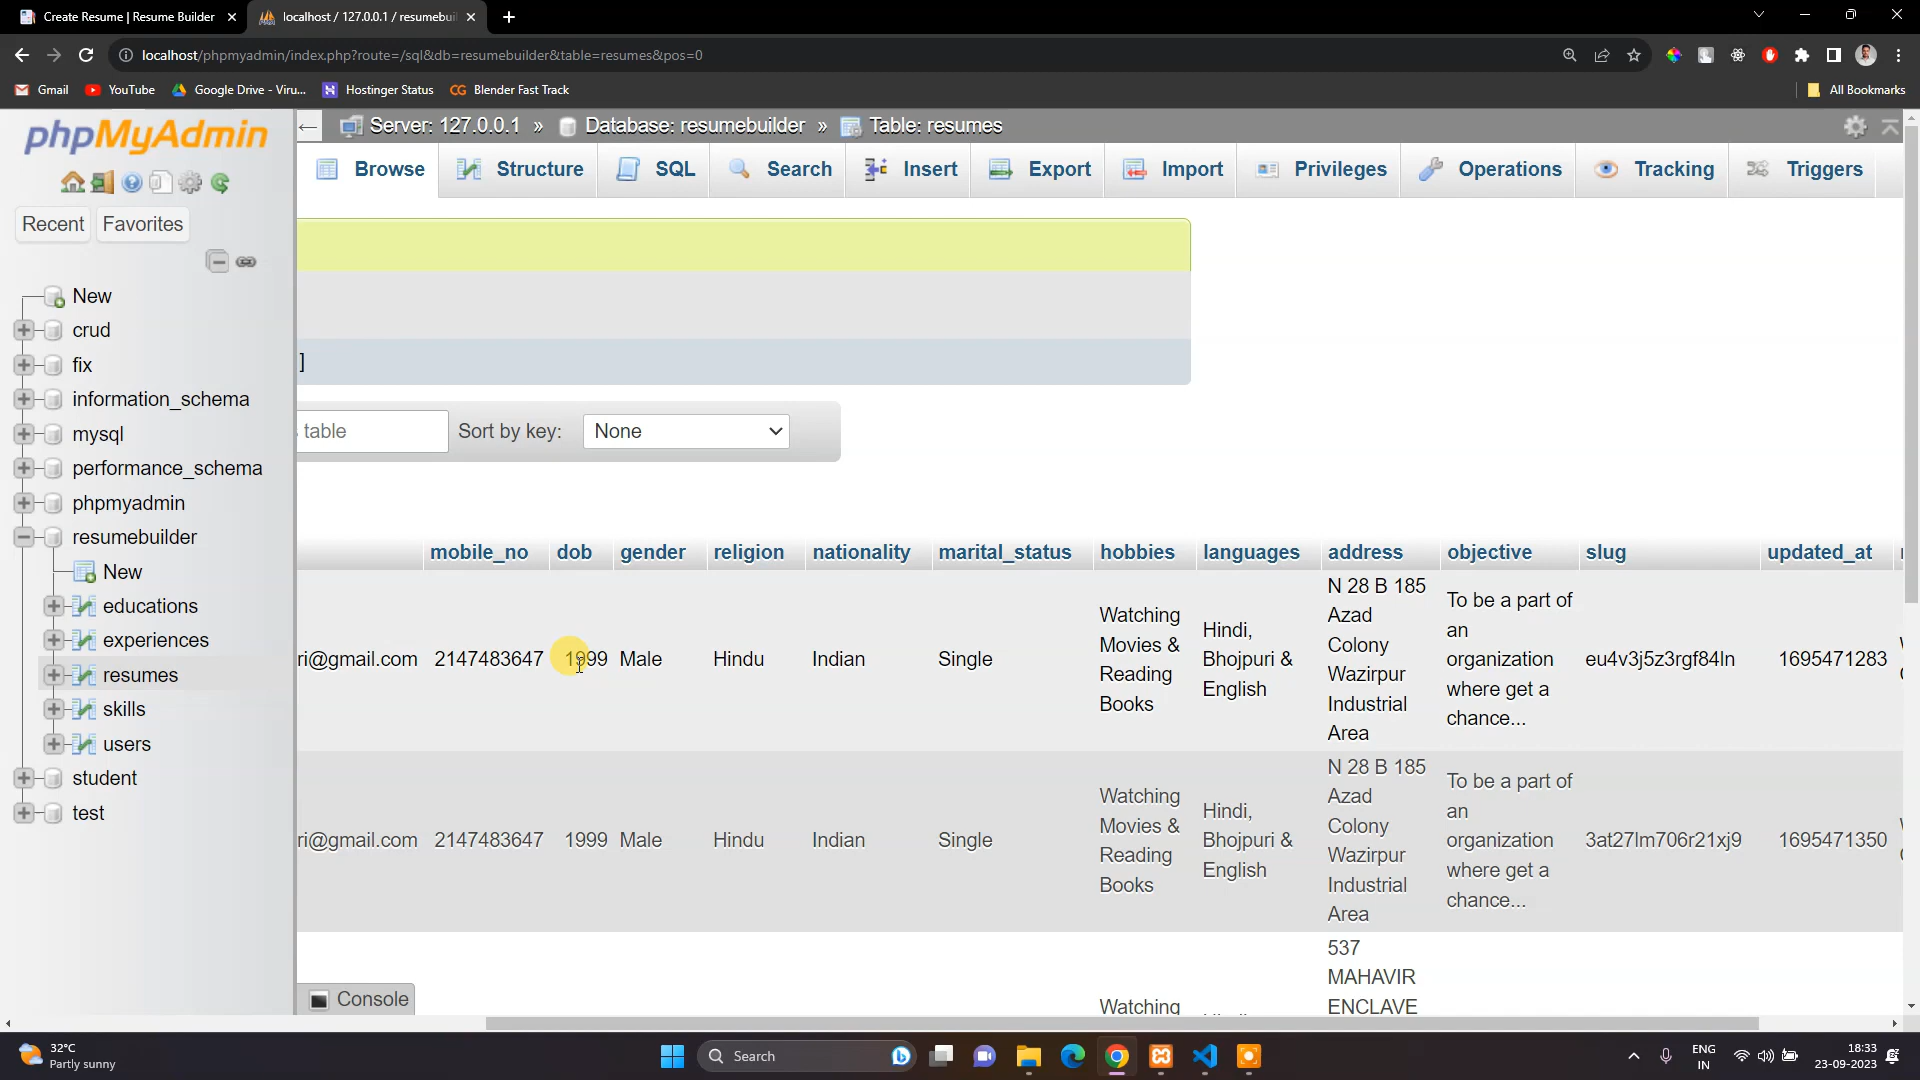 Create Resume | Resume Builder
localhost / 127.0.0.1 / resumebui
localhost/phpmyadmin/index.php?route=/sql&db=resumebuilder&table=resumes&pos=0
Gmail YouTube Google Drive - Viru... Hostinger Status CG Blender Fast Track All Bookmarks
phpMyAdmin
Server: 127.0.0.1 » Database: resumebuilder » Table: resumes
Browse Structure SQL Search Insert Export Import Privileges Operations Tracking Triggers
Recent Favorites
New
crud
fix
information_schema
mysql
performance_schema
phpmyadmin
resumebuilder
New
educations
experiences
resumes
skills
users
student
test
]
table Sort by key: None
mobile_no dob gender religion nationality marital_status hobbies languages address objective slug updated_at
ri@gmail.com 2147483647 1999 Male Hindu Indian Single
Watching
Movies &
Reading
Books
Hindi,
Bhojpuri &
English
N 28 B 185
Azad
Colony
Wazirpur
Industrial
Area
To be a part of
an
organization
where get a
chance...
eu4v3j5z3rgf84ln 1695471283
ri@gmail.com 2147483647 1999 Male Hindu Indian Single
Watching
Movies &
Reading
Books
Hindi,
Bhojpuri &
English
N 28 B 185
Azad
Colony
Wazirpur
Industrial
Area
To be a part of
an
organization
where get a
chance...
3at27lm706r21xj9 1695471350
Watching
537
MAHAVIR
ENCLAVE
Console
32°C
Partly sunny
Search
ENG
IN
18:33
23-09-2023